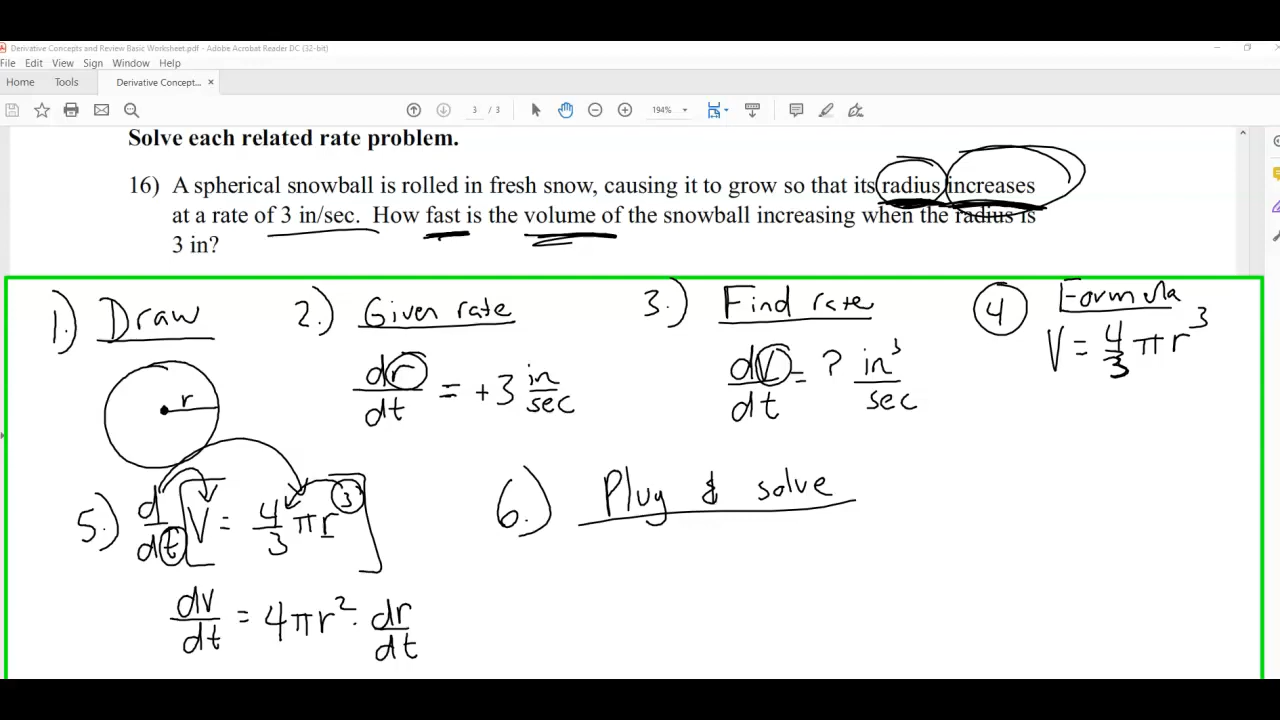 Derivative Concepts and Review Basic Worksheet.pdf - Adobe Acrobat Reader DC (32-bit)
File Edit View Sign Window Help
Home Tools Derivative Concept... ×
3 / 3 194%
Solve each related rate problem.
16) A spherical snowball is rolled in fresh snow, causing it to grow so that its radius increases
at a rate of 3 in/sec. How fast is the volume of the snowball increasing when the radius is
3 in?
1.) Draw
r
2.) Given rate
dr/dt = +3 in/sec
3.) Find rate
dV/dt = ? in³/sec
4 Formula
V = 4/3 πr³
5.) d/dt [V = 4/3 πr³]
dv/dt = 4πr² · dr/dt
6.) Plug & solve